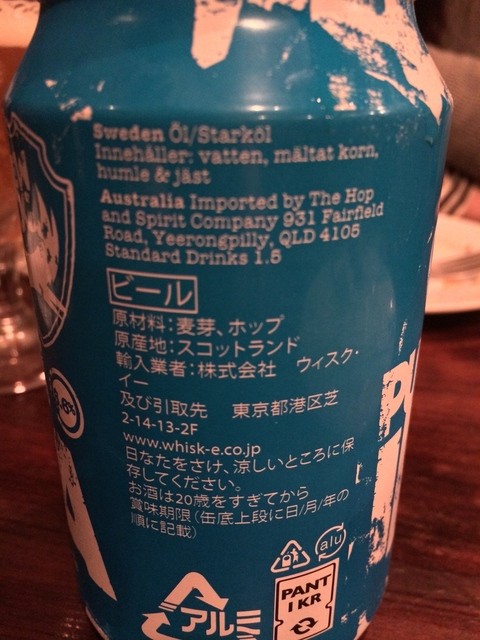 Sweden Öl/Starköl
Innehåller: vatten, mältat korn,
humle & jäst
Australia Imported by The Hop
and Spirit Company 931 Fairfield
Road, Yeerongpilly, QLD 4105
Standard Drinks 1.5
ビール
原材料：麦芽、ホップ
原産地：スコットランド
輸入業者：株式会社 ウィスク・
イー
及び引取先 東京都港区芝
2-14-13-2F
www.whisk-e.co.jp
日なたをさけ、涼しいところに保
存してください。
お酒は20歳をすぎてから
賞味期限（缶底上段に日/月/年の
順に記載）
alu
アルミ
PANT
1 KR